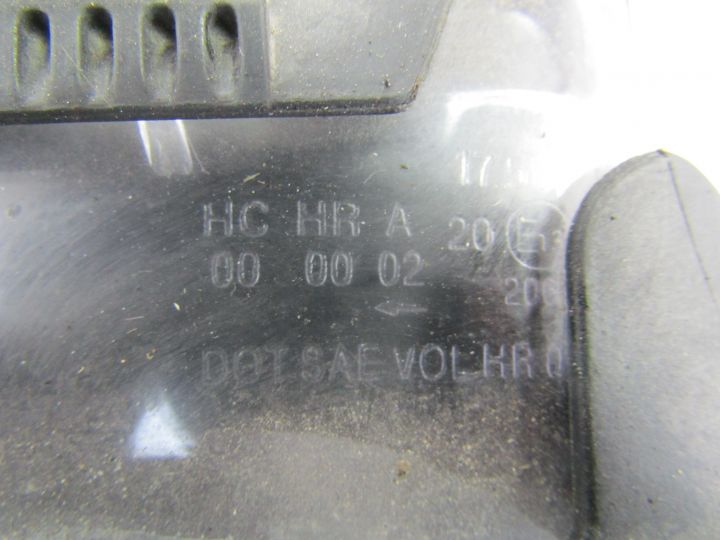 HC HR A 20 E
00 00 02
←
DOT SAE VOL HR